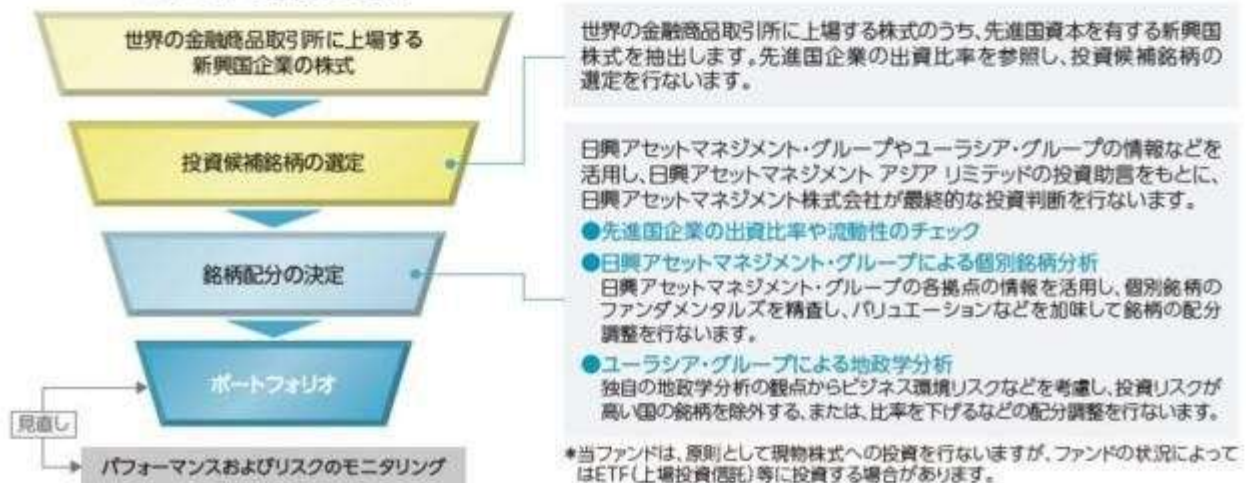 世界の金融商品取引所に上場する
新興国企業の株式
投資候補銘柄の選定
銘柄配分の決定
ポートフォリオ
見直し
パフォーマンスおよびリスクのモニタリング
世界の金融商品取引所に上場する株式のうち、先進国資本を有する新興国
株式を抽出します。先進国企業の出資比率を参照し、投資候補銘柄の
選定を行ないます。
日興アセットマネジメント・グループやユーラシア・グループの情報などを
活用し、日興アセットマネジメント アジア リミテッドの投資助言をもとに、
日興アセットマネジメント株式会社が最終的な投資判断を行ないます。
●先進国企業の出資比率や流動性のチェック
●日興アセットマネジメント・グループによる個別銘柄分析
日興アセットマネジメント・グループの各拠点の情報を活用し、個別銘柄の
ファンダメンタルズを精査し、バリュエーションなどを加味して銘柄の配分
調整を行ないます。
●ユーラシア・グループによる地政学分析
独自の地政学分析の観点からビジネス環境リスクなどを考慮し、投資リスクが
高い国の銘柄を除外する、または、比率を下げるなどの配分調整を行ないます。
*当ファンドは、原則として現物株式への投資を行ないますが、ファンドの状況によって
はETF(上場投資信託)等に投資する場合があります。